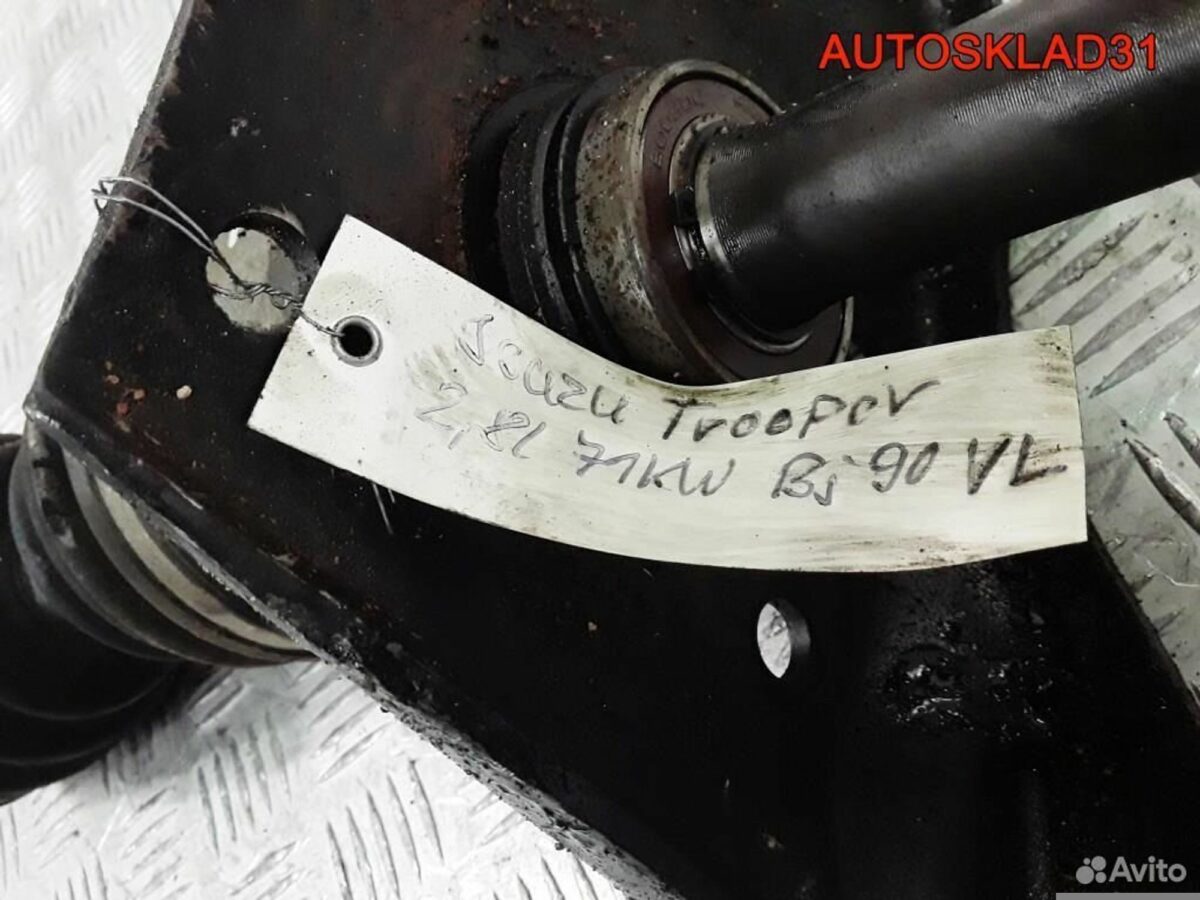 AUTOSKLAD31
Isuzu Trooper
2,8l 71KW Bj 90 VL
Avito